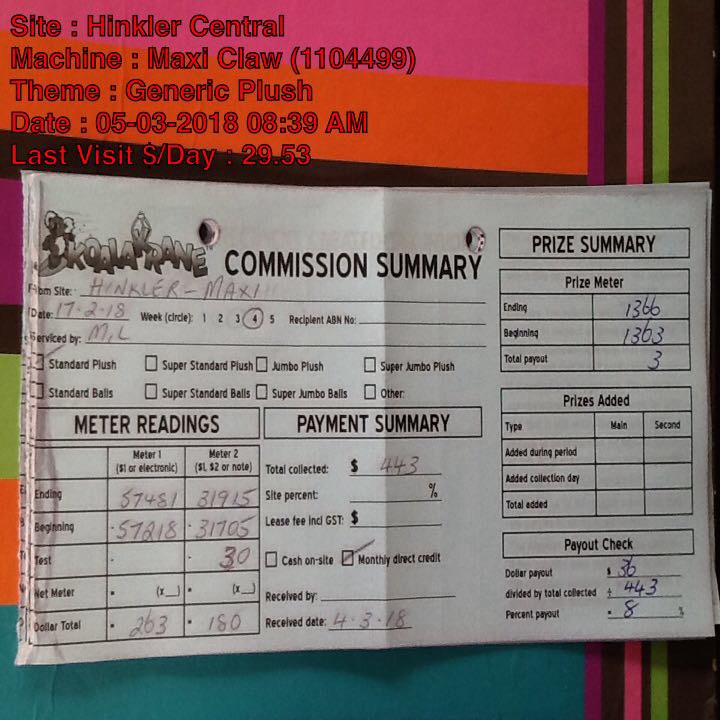 Site : Hinkler Central
Machine : Maxi Claw (1104499)
Theme : Generic Plush
Date : 05-03-2018 08:39 AM
Last Visit $/Day : 29.53
KOALA KRANE™
COMMISSION SUMMARY
From Site: HINKLER - MAXI
Date: 17-2-18 Week (circle): 1 2 3 4 5 Recipient ABN No:
Serviced by: M,L
Standard Plush Super Standard Plush Jumbo Plush Super Jumbo Plush
Standard Balls Super Standard Balls Super Jumbo Balls Other:
METER READINGS
Meter 1 ($1 or electronic) Meter 2 ($1, $2 or note)
Ending 57481 31915
Beginning - 57218 - 31705
Test - 30
Net Meter = (x__) = (x__)
Dollar Total = 263 = 180
PAYMENT SUMMARY
Total collected: $ 443
Site percent: %
Lease fee incl GST: $
Cash on-site Monthly direct credit
Received by:
Received date: 4-3-18
PRIZE SUMMARY
Prize Meter
Ending 1366
Beginning 1363
Total payout 3
Prizes Added
Type Main Second
Added during period
Added collection day
Total added
Payout Check
Dollar payout $ 36
divided by total collected ÷ 443
Percent payout = 8 %